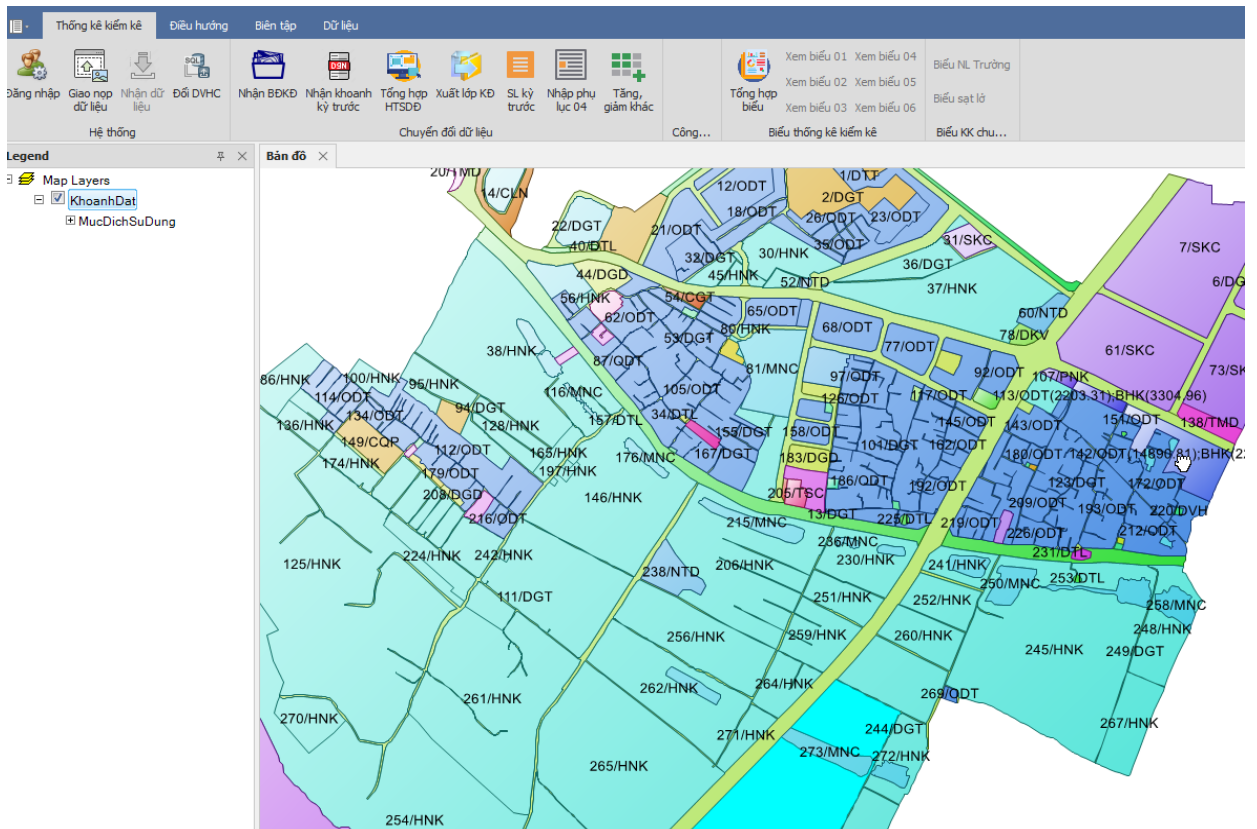 Thống kê kiểm kê
Điều hướng
Biên tập
Dữ liệu
Đăng nhập
Giao nọp dữ liệu
Nhận dữ liệu
Đổi DVHC
Nhận BĐKĐ
Nhận khoanh kỳ trước
Tổng hợp HTSDĐ
Xuất lớp KĐ
SL kỳ trước
Nhập phụ lục 04
Tăng, giảm khác
Tổng hợp biểu
Xem biểu 01 Xem biểu 04
Xem biểu 02 Xem biểu 05
Xem biểu 03 Xem biểu 06
Biểu NL Trường
Biểu sạt lở
Hệ thống
Chuyển đổi dữ liệu
Công...
Biểu thống kê kiểm kê
Biểu KK chu...
Legend
Bản đồ
Map Layers
KhoanhDat
MucDichSuDung
20/TMD
14/CLN
12/ODT
1/DTT
2/DGT
18/ODT
26/ODT
23/ODT
22/DGT
21/ODT
40/DTL
35/ODT
31/SKC
7/SKC
30/HNK
32/DGT
36/DGT
44/DGD
45/HNK
52/NTD
37/HNK
6/DG
56/HNK
54/CGT
62/ODT
65/ODT
60/NTD
80/HNK
68/ODT
78/DKV
53/DGT
77/ODT
38/HNK
61/SKC
87/ODT
81/MNC
92/ODT
73/SK
86/HNK
100/HNK
95/HNK
97/ODT
107/PNK
105/ODT
116/MNC
114/ODT
126/ODT
117/ODT
113/ODT(2203.31);BHK(3304.96)
94/DGT
134/ODT
34/DTL
136/HNK
128/HNK
157/DTL
145/ODT
143/ODT
151/ODT
138/TMD
149/CQP
155/DGT
158/ODT
112/ODT
165/HNK
167/DGT
101/DGT
162/ODT
174/HNK
176/MNC
183/DGD
180/ODT
142/ODT(14896.81);BHK(22
197/HNK
179/ODT
186/ODT
192/ODT
123/DGT
172/ODT
208/DGD
146/HNK
205/TSC
209/ODT
193/ODT
220/DVH
216/ODT
215/MNC
13/DGT
225/DTL
219/ODT
226/ODT
212/ODT
224/HNK
242/HNK
236/MNC
231/DTL
125/HNK
230/HNK
238/NTD
206/HNK
241/HNK
250/MNC
253/DTL
111/DGT
251/HNK
252/HNK
258/MNC
256/HNK
259/HNK
260/HNK
248/HNK
245/HNK
249/DGT
264/HNK
262/HNK
261/HNK
269/ODT
270/HNK
267/HNK
271/HNK
244/DGT
273/MNC
272/HNK
265/HNK
254/HNK